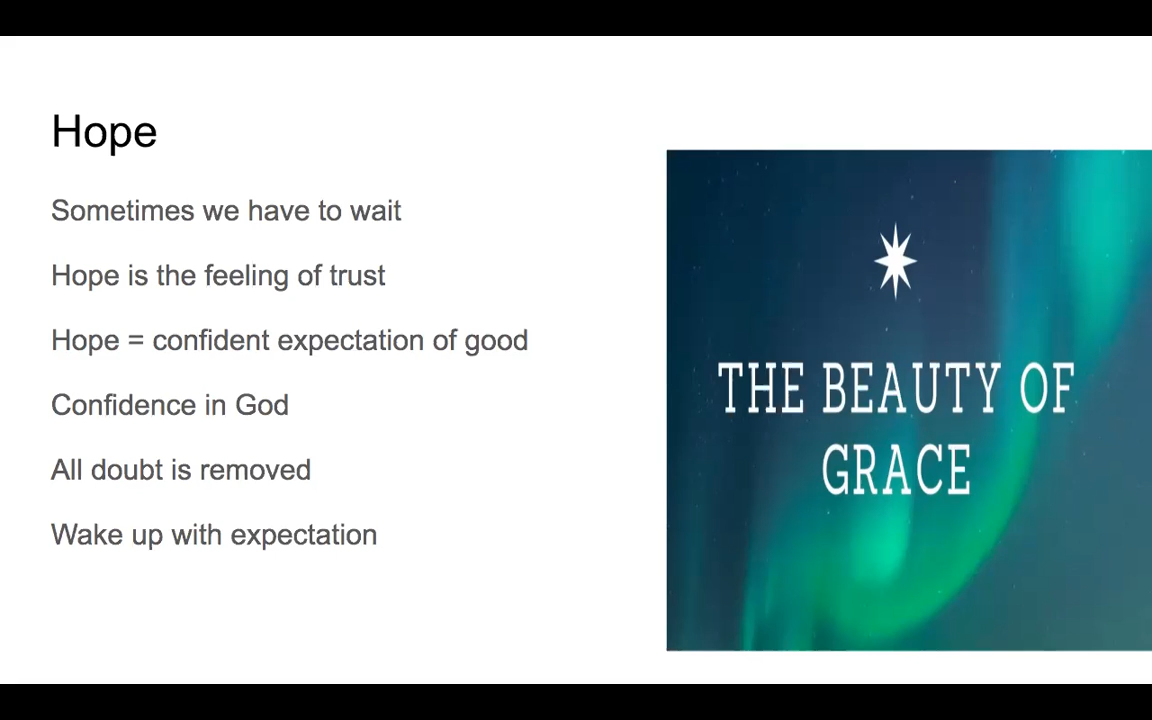 Hope
Sometimes we have to wait
Hope is the feeling of trust
Hope = confident expectation of good
Confidence in God
All doubt is removed
Wake up with expectation
THE BEAUTY OF
GRACE